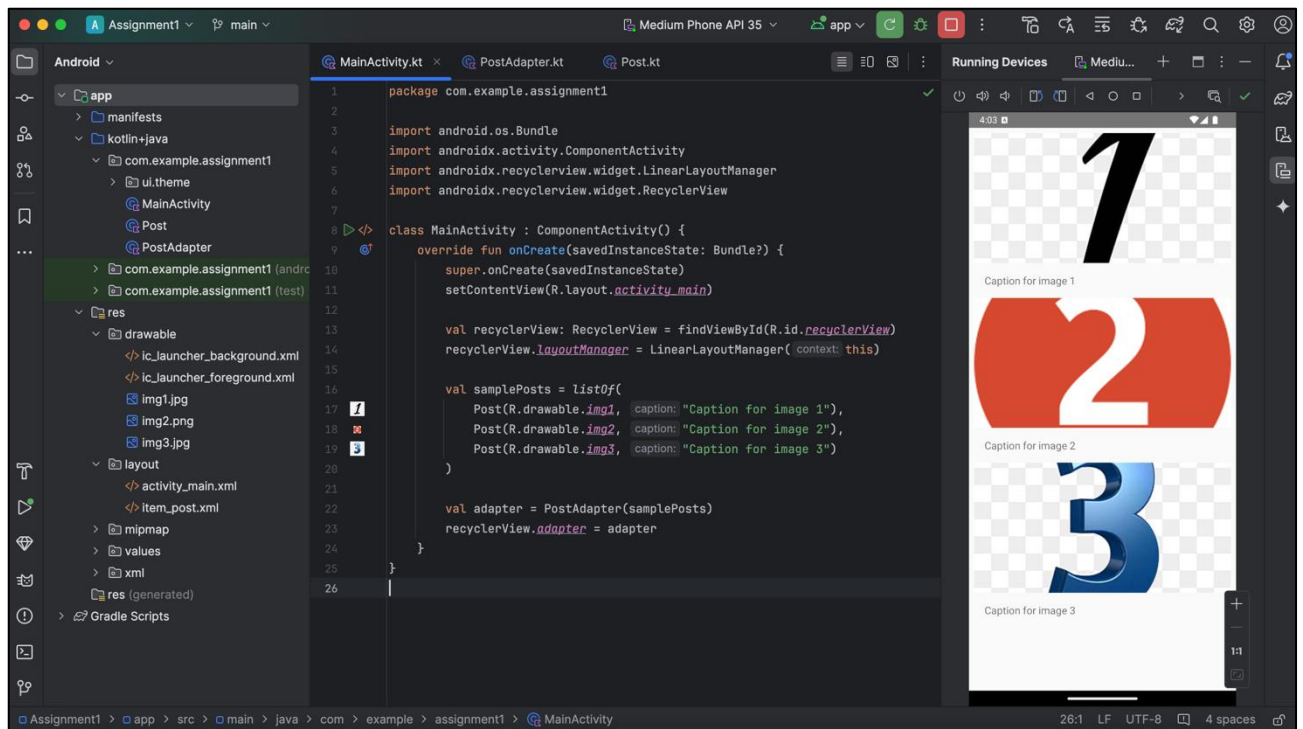 A Assignment1 main Medium Phone API 35 app
Android
MainActivity.kt PostAdapter.kt Post.kt
Running Devices Mediu...
app
manifests
kotlin+java
com.example.assignment1
ui.theme
MainActivity
Post
PostAdapter
com.example.assignment1 (andrc
com.example.assignment1 (test)
res
drawable
ic_launcher_background.xml
ic_launcher_foreground.xml
img1.jpg
img2.png
img3.jpg
layout
activity_main.xml
item_post.xml
mipmap
values
xml
res (generated)
Gradle Scripts
1 package com.example.assignment1
2
3 import android.os.Bundle
4 import androidx.activity.ComponentActivity
5 import androidx.recyclerview.widget.LinearLayoutManager
6 import androidx.recyclerview.widget.RecyclerView
7
8 class MainActivity : ComponentActivity() {
9 override fun onCreate(savedInstanceState: Bundle?) {
10 super.onCreate(savedInstanceState)
11 setContentView(R.layout.activity_main)
12
13 val recyclerView: RecyclerView = findViewById(R.id.recyclerView)
14 recyclerView.layoutManager = LinearLayoutManager( context: this)
15
16 val samplePosts = listOf(
17 1 Post(R.drawable.img1, caption: "Caption for image 1"),
18 Post(R.drawable.img2, caption: "Caption for image 2"),
19 3 Post(R.drawable.img3, caption: "Caption for image 3")
20 )
21
22 val adapter = PostAdapter(samplePosts)
23 recyclerView.adapter = adapter
24 }
25 }
26
4:03
1
Caption for image 1
2
Caption for image 2
3
Caption for image 3
1:1
Assignment1 > app > src > main > java > com > example > assignment1 > MainActivity
26:1 LF UTF-8 4 spaces